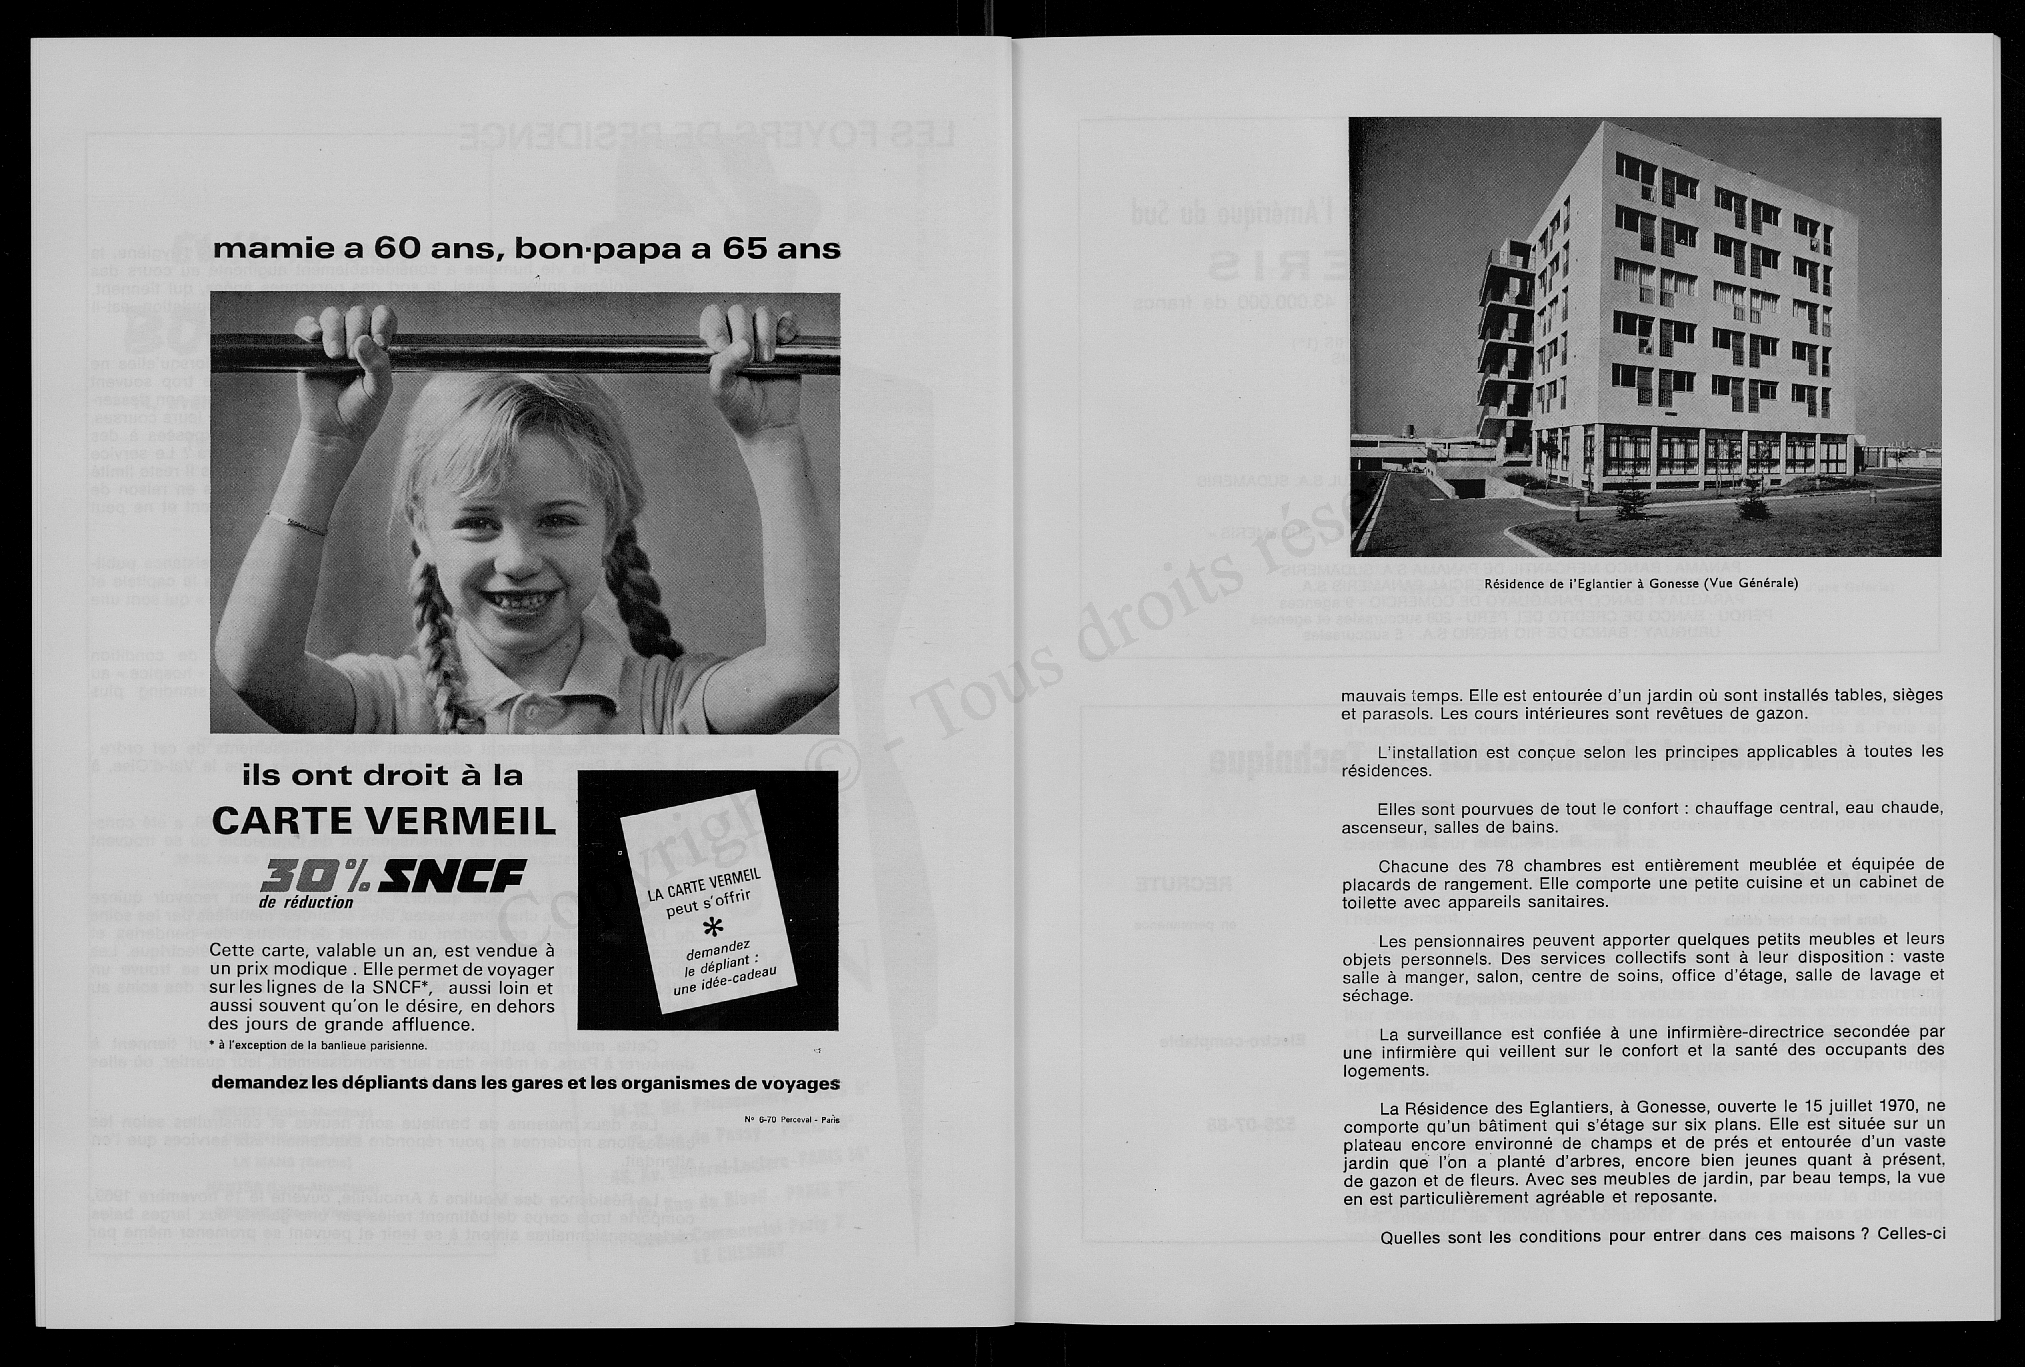 mamie a 60 ans, bon-papa a 65 ans
ils ont droit à la
CARTE VERMEIL
30% SNCF
de réduction
LA CARTE VERMEIL
peut s'offrir
*
demandez
le dépliant :
une idée-cadeau
Cette carte, valable un an, est vendue à
un prix modique . Elle permet de voyager
sur les lignes de la SNCF*, aussi loin et
aussi souvent qu'on le désire, en dehors
des jours de grande affluence.
* à l'exception de la banlieue parisienne.
demandez les dépliants dans les gares et les organismes de voyages
N° 6-70 Perceval - Paris
Résidence de i'Eglantier à Gonesse (Vue Générale)
mauvais temps. Elle est entourée d'un jardin où sont installés tables, sièges
et parasols. Les cours intérieures sont revêtues de gazon.
L'installation est conçue selon les principes applicables à toutes les
résidences.
Elles sont pourvues de tout le confort : chauffage central, eau chaude,
ascenseur, salles de bains.
Chacune des 78 chambres est entièrement meublée et équipée de
placards de rangement. Elle comporte une petite cuisine et un cabinet de
toilette avec appareils sanitaires.
Les pensionnaires peuvent apporter quelques petits meubles et leurs
objets personnels. Des services collectifs sont à leur disposition : vaste
salle à manger, salon, centre de soins, office d'étage, salle de lavage et
séchage.
La surveillance est confiée à une infirmière-directrice secondée par
une infirmière qui veillent sur le confort et la santé des occupants des
logements.
La Résidence des Eglantiers, à Gonesse, ouverte le 15 juillet 1970, ne
comporte qu'un bâtiment qui s'étage sur six plans. Elle est située sur un
plateau encore environné de champs et de prés et entourée d'un vaste
jardin que l'on a planté d'arbres, encore bien jeunes quant à présent,
de gazon et de fleurs. Avec ses meubles de jardin, par beau temps, la vue
en est particulièrement agréable et reposante.
Quelles sont les conditions pour entrer dans ces maisons ? Celles-ci
Copyright © - Tous droits rése